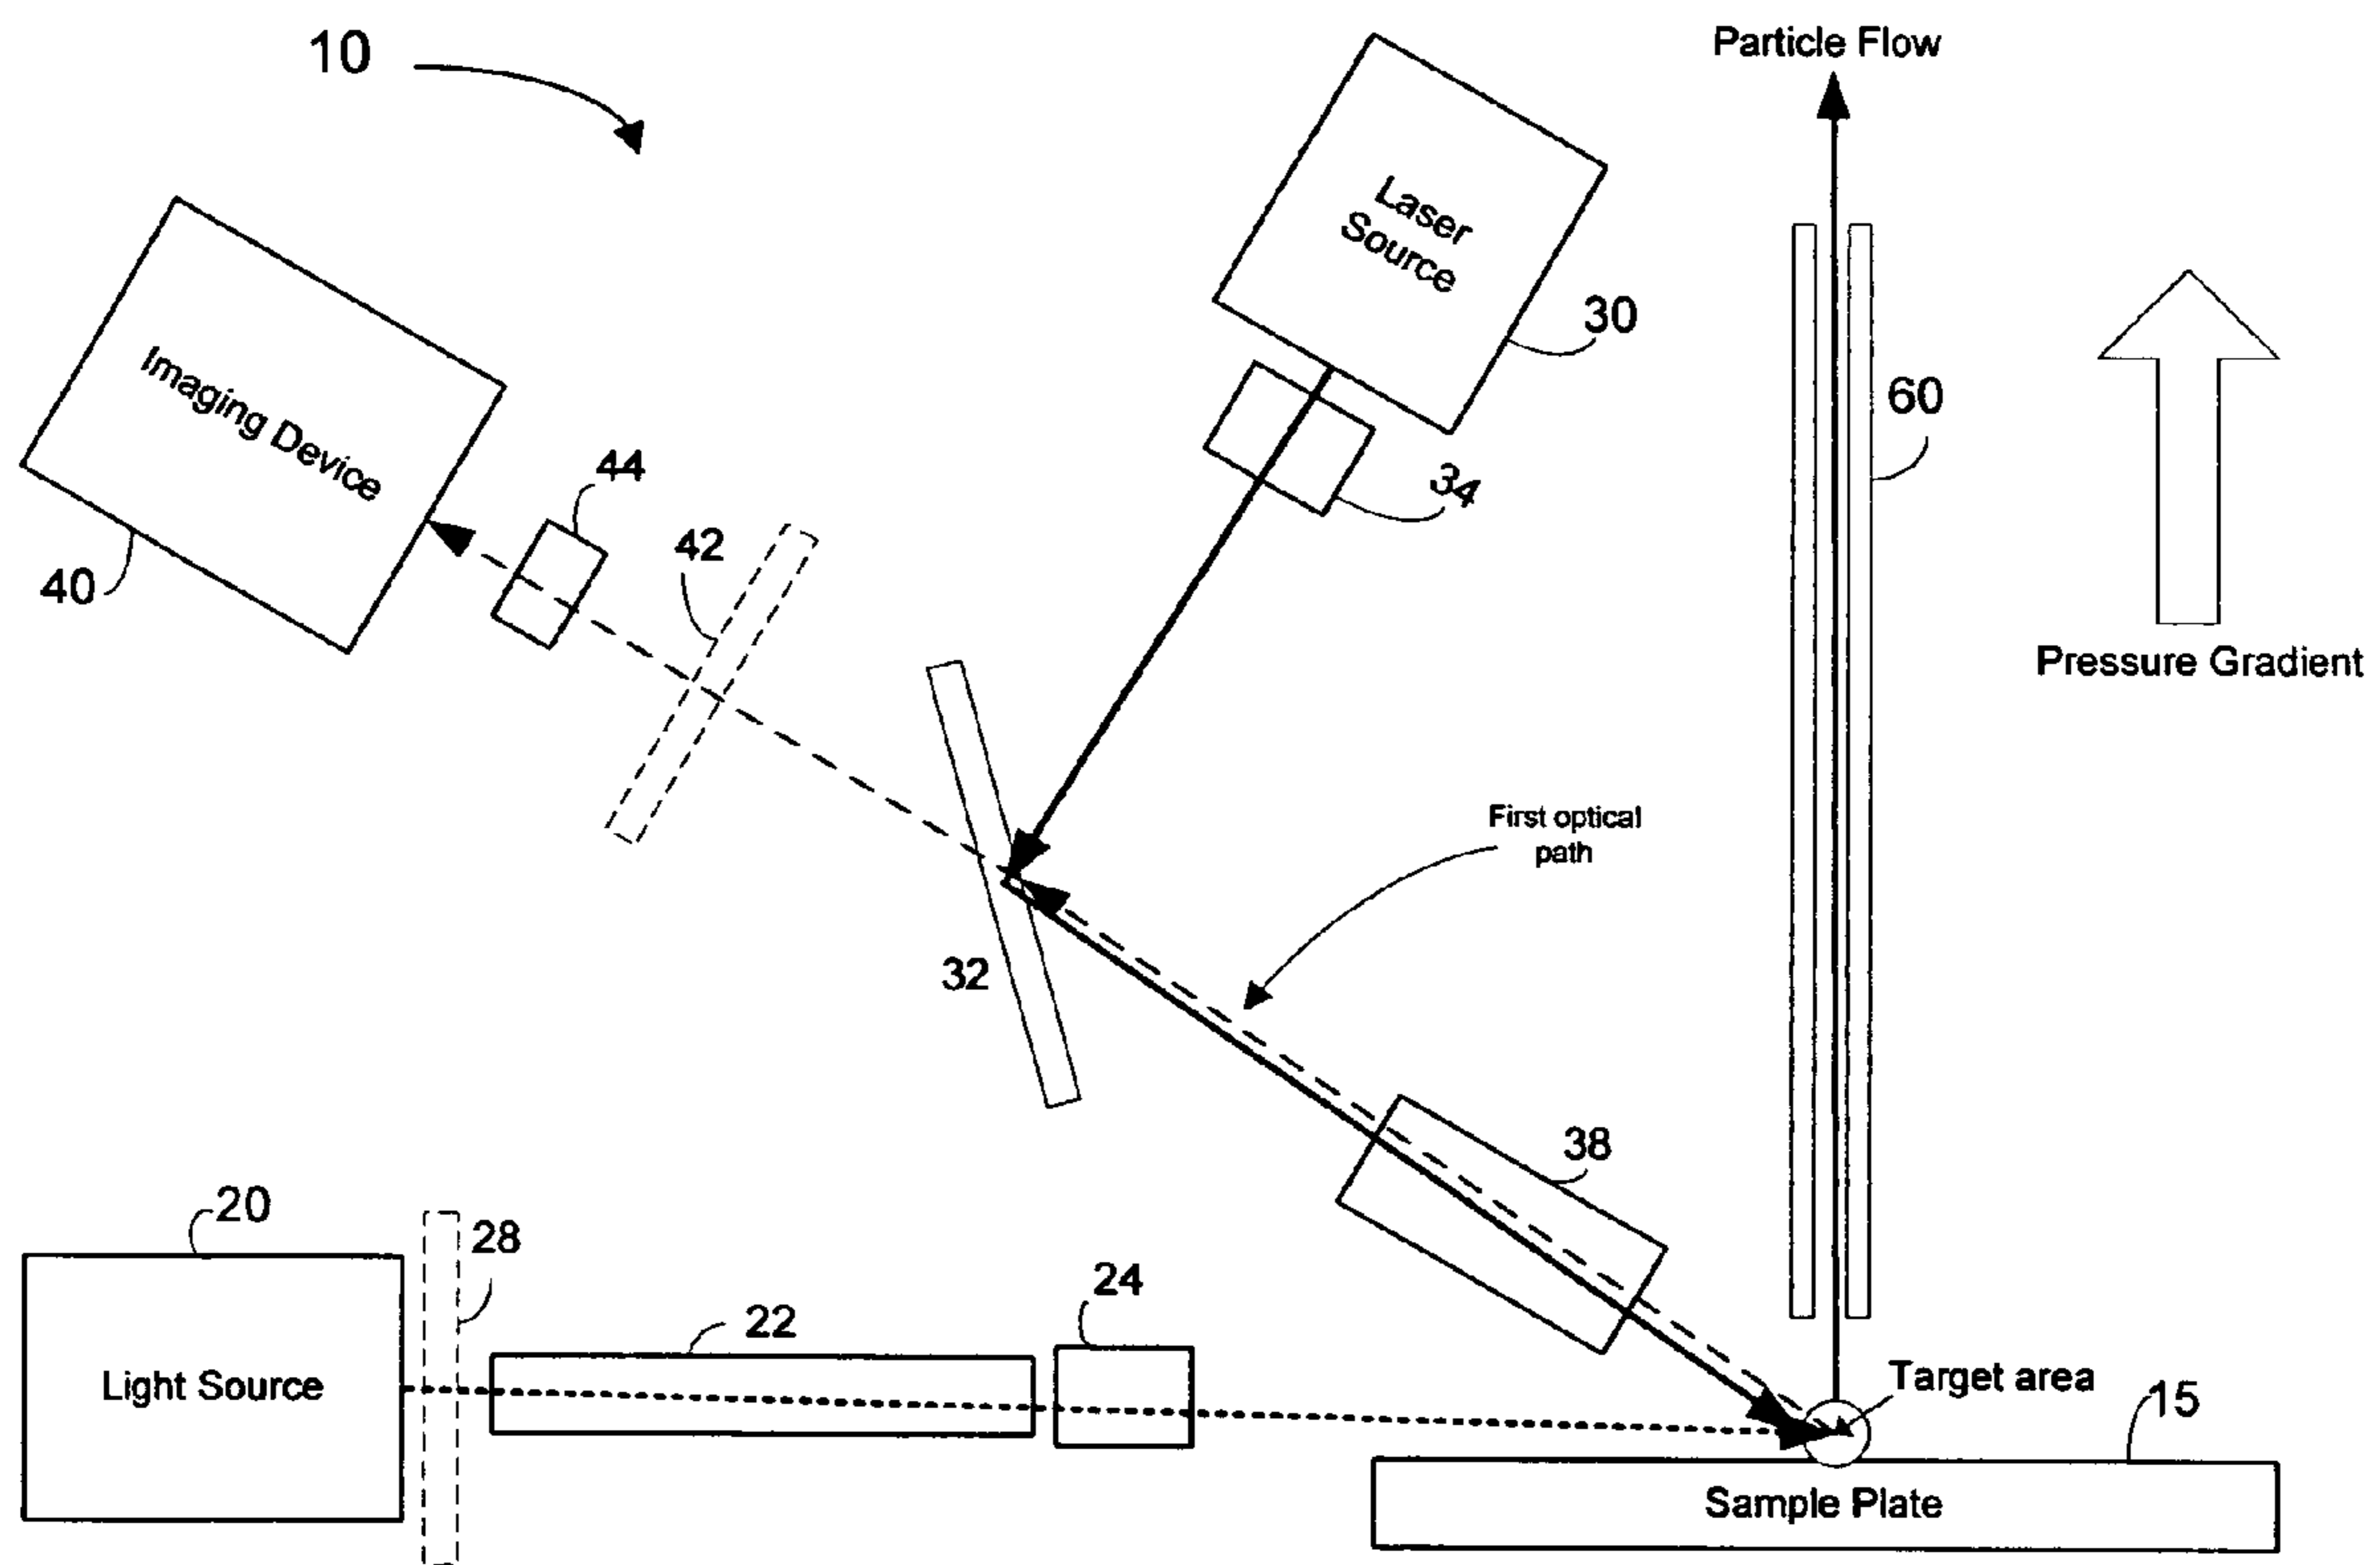 10
Particle Flow
Laser
Source
30
Imaging Device
60
44
34
42
40
Pressure Gradient
First optical
path
32
38
20
28
24
22
Light Source
Target area
15
Sample Plate